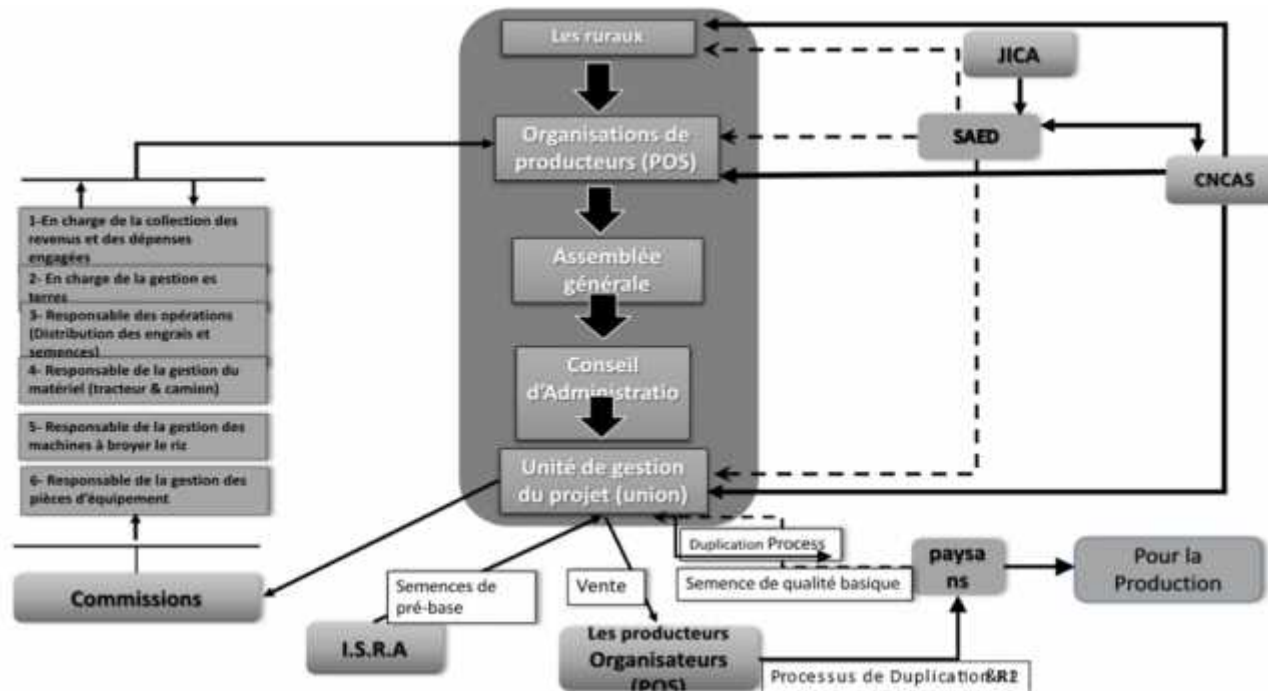 Les ruraux
JICA
Organisations de
producteurs (POS)
SAED
CNCAS
1-En charge de la collection des
revenus et des dépenses
engagées
2- En charge de la gestion es
terres
3- Responsable des opérations
(Distribution des engrais et
semences)
4- Responsable de la gestion du
matériel (tracteur & camion)
5- Responsable de la gestion des
machines à broyer le riz
6- Responsable de la gestion des
pièces d'équipement
Commissions
Assemblée
générale
Conseil
d'Administratio
Unité de gestion
du projet (union)
Duplication Process
Semence de qualité basique
paysa
ns
Pour la
Production
Semences de
pré-base
Vente
I.S.R.A
Les producteurs
Organisateurs
(POS)
Processus de Duplication